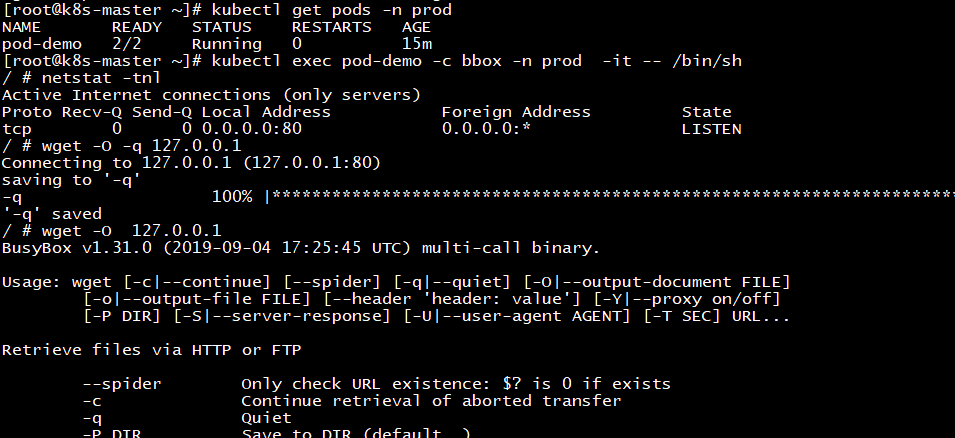 [root@k8s-master ~]# kubectl get pods -n prod
NAME       READY   STATUS    RESTARTS   AGE
pod-demo   2/2     Running   0          15m
[root@k8s-master ~]# kubectl exec pod-demo -c bbox -n prod  -it -- /bin/sh
/ # netstat -tnl
Active Internet connections (only servers)
Proto Recv-Q Send-Q Local Address           Foreign Address         State
tcp        0      0 0.0.0.0:80              0.0.0.0:*               LISTEN
/ # wget -O -q 127.0.0.1
Connecting to 127.0.0.1 (127.0.0.1:80)
saving to '-q'
-q                   100% |*********************************************************************
'-q' saved
/ # wget -O  127.0.0.1
BusyBox v1.31.0 (2019-09-04 17:25:45 UTC) multi-call binary.
Usage: wget [-c|--continue] [--spider] [-q|--quiet] [-O|--output-document FILE]
        [-o|--output-file FILE] [--header 'header: value'] [-Y|--proxy on/off]
        [-P DIR] [-S|--server-response] [-U|--user-agent AGENT] [-T SEC] URL...
Retrieve files via HTTP or FTP
        --spider        Only check URL existence: $? is 0 if exists
        -c              Continue retrieval of aborted transfer
        -q              Quiet
        -P DIR          Save to DIR (default .)